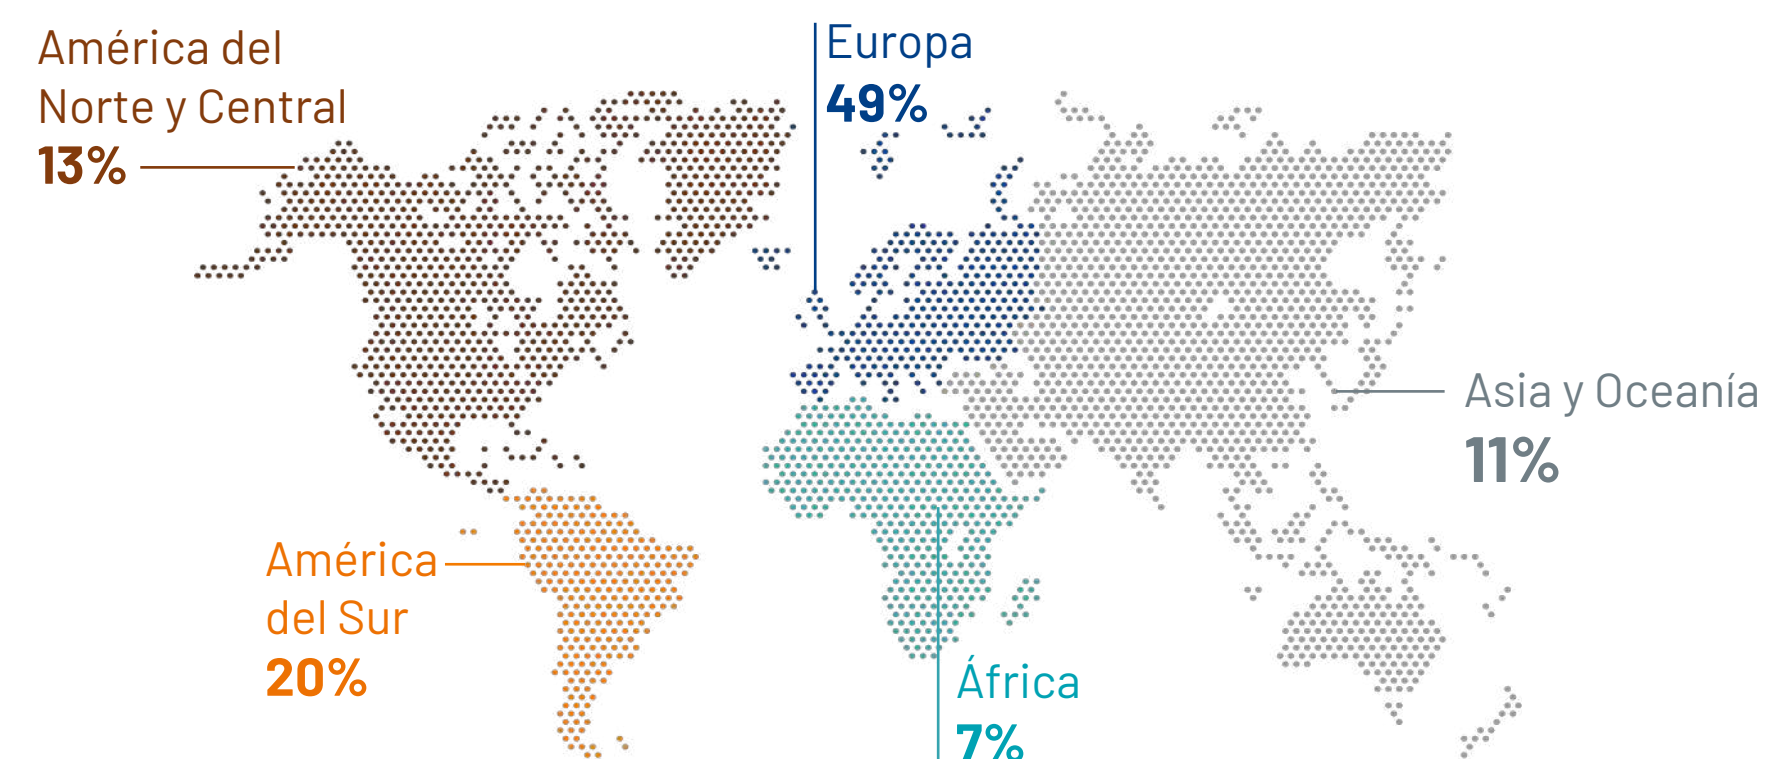 América del
Norte y Central
13%
Europa
49%
Asia y Oceanía
11%
América
del Sur
20%
África
7%